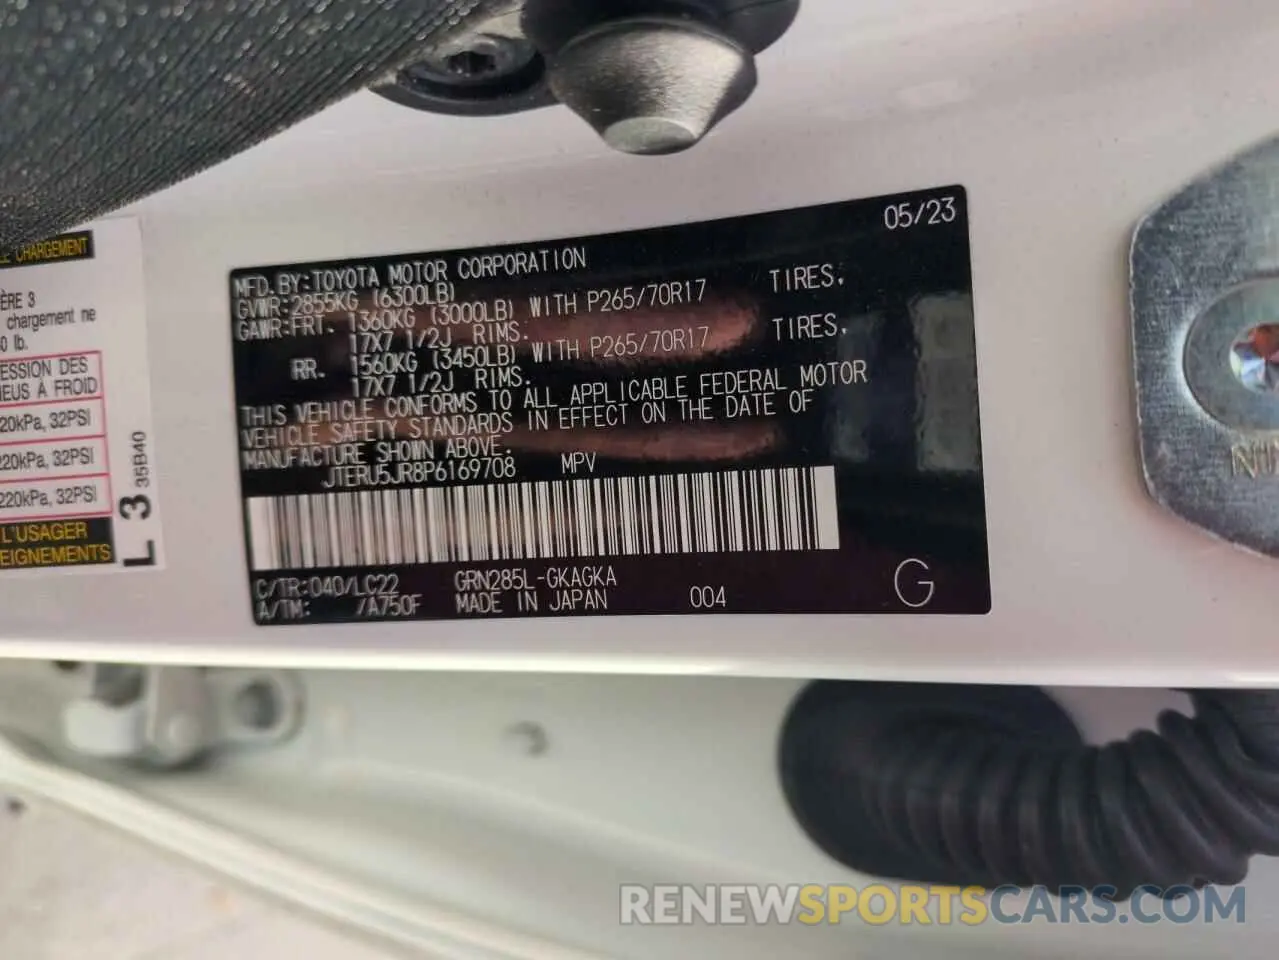 LE CHARGEMENT
ÈRE 3
chargement ne
0 lb.
ESSION DES
NEUS À FROID
220kPa, 32PSI
220kPa, 32PSI
220kPa, 32PSI
L'USAGER
EIGNEMENTS
L 3 35B40
05/23
MFD.BY:TOYOTA MOTOR CORPORATION
GVWR:2855KG (6300LB)
GAWR:FRT. 1360KG (3000LB) WITH P265/70R17 TIRES,
17X7 1/2J RIMS.
RR. 1560KG (3450LB) WITH P265/70R17 TIRES,
17X7 1/2J RIMS.
THIS VEHICLE CONFORMS TO ALL APPLICABLE FEDERAL MOTOR
VEHICLE SAFETY STANDARDS IN EFFECT ON THE DATE OF
MANUFACTURE SHOWN ABOVE.
JTERU5JR8P6169708 MPV
C/TR:040/LC22 GRN285L-GKAGKA
A/TM: /A750F MADE IN JAPAN 004 G
RENEWSPORTSCARS.COM